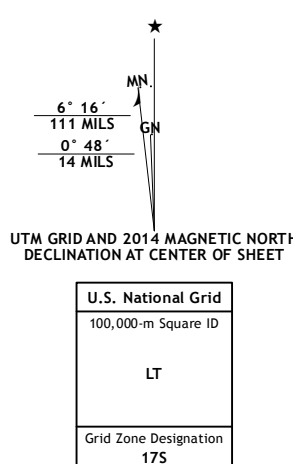 ★
MN.
6° 16´
111 MILS
GN
0° 48´
14 MILS
UTM GRID AND 2014 MAGNETIC NORTH
DECLINATION AT CENTER OF SHEET
U.S. National Grid
100,000-m Square ID
LT
Grid Zone Designation
17S